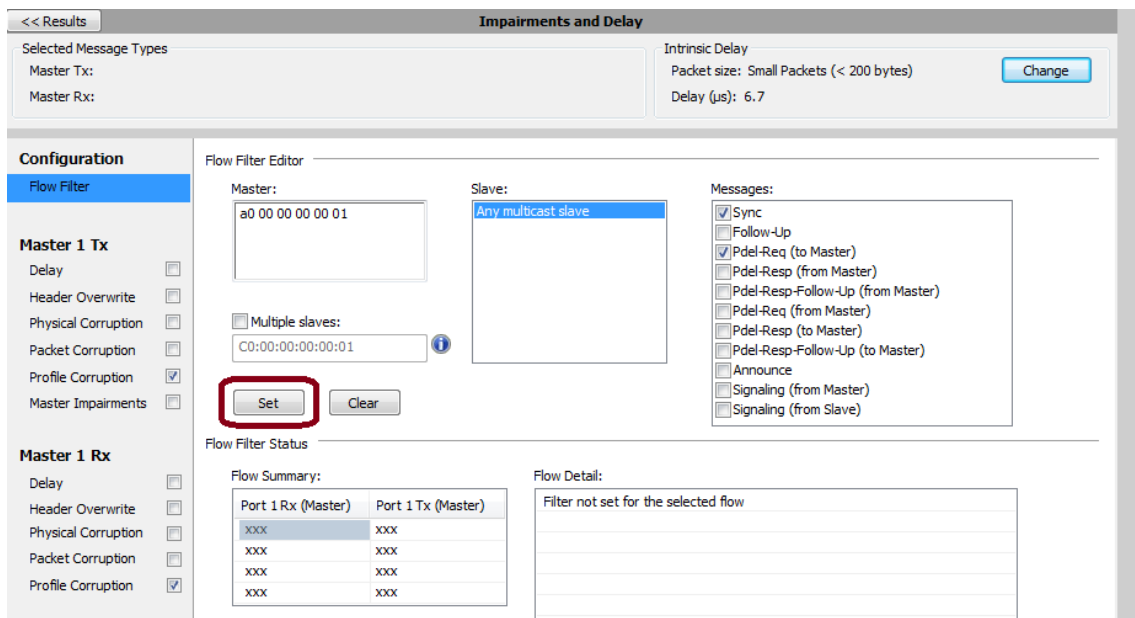 << Results
Impairments and Delay
Selected Message Types
Master Tx:
Master Rx:
Intrinsic Delay
Packet size: Small Packets (< 200 bytes)
Delay (µs): 6.7
Change
Configuration
Flow Filter
Master 1 Tx
Delay
Header Overwrite
Physical Corruption
Packet Corruption
Profile Corruption
Master Impairments
Master 1 Rx
Delay
Header Overwrite
Physical Corruption
Packet Corruption
Profile Corruption
Flow Filter Editor
Master:
a0 00 00 00 00 01
Multiple slaves:
C0:00:00:00:00:01
Set
Clear
Slave:
Any multicast slave
Messages:
Sync
Follow-Up
Pdel-Req (to Master)
Pdel-Resp (from Master)
Pdel-Resp-Follow-Up (from Master)
Pdel-Req (from Master)
Pdel-Resp (to Master)
Pdel-Resp-Follow-Up (to Master)
Announce
Signaling (from Master)
Signaling (from Slave)
Flow Filter Status
Flow Summary:
Port 1 Rx (Master) Port 1 Tx (Master)
xxx xxx
xxx xxx
xxx xxx
xxx xxx
Flow Detail:
Filter not set for the selected flow